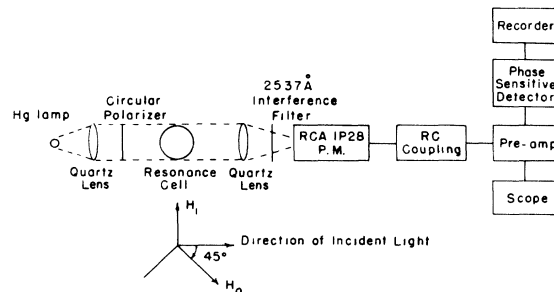 Recorder
Phase
Sensitive
Detector
2537Å
Interference
Filter
Circular
Polarizer
Hg lamp
RCA IP28
P.M.
RC
Coupling
Pre-amp
Quartz
Lens
Resonance
Cell
Quartz
Lens
Scope
H₁
Direction of Incident Light
45°
H₀